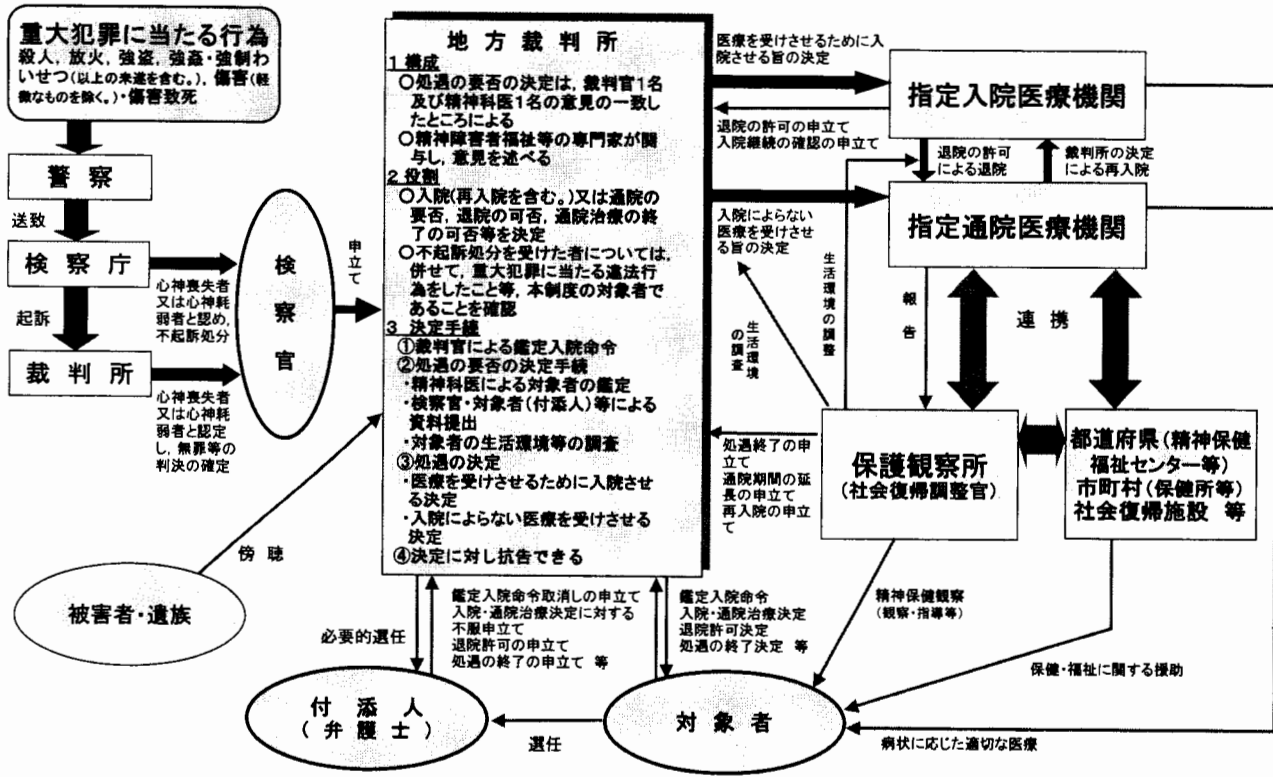 重大犯罪に当たる行為
殺人, 放火, 強盗, 強姦・強制わ
いせつ(以上の未遂を含む。), 傷害(軽
微なものを除く。)・傷害致死
警察
送致
検察庁
起訴
裁判所
心神喪失者
又は心神耗
弱者と認め,
不起訴処分
心神喪失者
又は心神耗
弱者と認定
し, 無罪等の
判決の確定
検察官
申立て
被害者・遺族
傍聴
地方裁判所
1 構成
○処遇の要否の決定は, 裁判官1名
及び精神科医1名の意見の一致し
たところによる
○精神障害者福祉等の専門家が関
与し, 意見を述べる
2 役割
○入院(再入院を含む。)又は通院の
要否, 退院の可否, 通院治療の終
了の可否等を決定
○不起訴処分を受けた者については,
併せて, 重大犯罪に当たる違法行
為をしたこと等, 本制度の対象者で
あることを確認
3 決定手続
①裁判官による鑑定入院命令
②処遇の要否の決定手続
・精神科医による対象者の鑑定
・検察官・対象者(付添人)等による
資料提出
・対象者の生活環境等の調査
③処遇の決定
・医療を受けさせるために入院させ
る決定
・入院によらない医療を受けさせる
決定
④決定に対し抗告できる
医療を受けさせるために入
院させる旨の決定
指定入院医療機関
退院の許可の申立て
入院継続の確認の申立て
退院の許可
による退院
裁判所の決定
による再入院
指定通院医療機関
入院によらない
医療を受けさせ
る旨の決定
生活環境の調整
生活環境
の調査
報告
連携
保護観察所
(社会復帰調整官)
都道府県(精神保健
福祉センター等)
市町村(保健所等)
社会復帰施設 等
処遇終了の申
立て
通院期間の延
長の申立て
再入院の申立
て
必要的選任
鑑定入院命令取消しの申立て
入院・通院治療決定に対する
不服申立て
退院許可の申立て
処遇の終了の申立て 等
鑑定入院命令
入院・通院治療決定
退院許可決定
処遇の終了決定 等
精神保健観察
(観察・指導等)
保健・福祉に関する援助
付添人
(弁護士)
選任
対象者
病状に応じた適切な医療